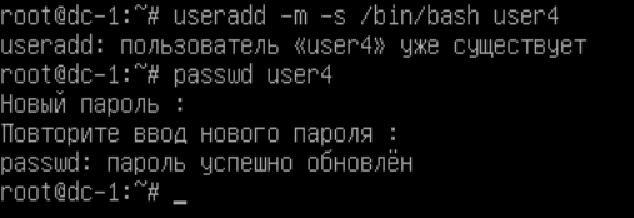 root@dc-1:~# useradd -m -s /bin/bash user4
useradd: пользователь «user4» уже существует
root@dc-1:~# passwd user4
Новый пароль :
Повторите ввод нового пароля :
passwd: пароль успешно обновлён
root@dc-1:~# _